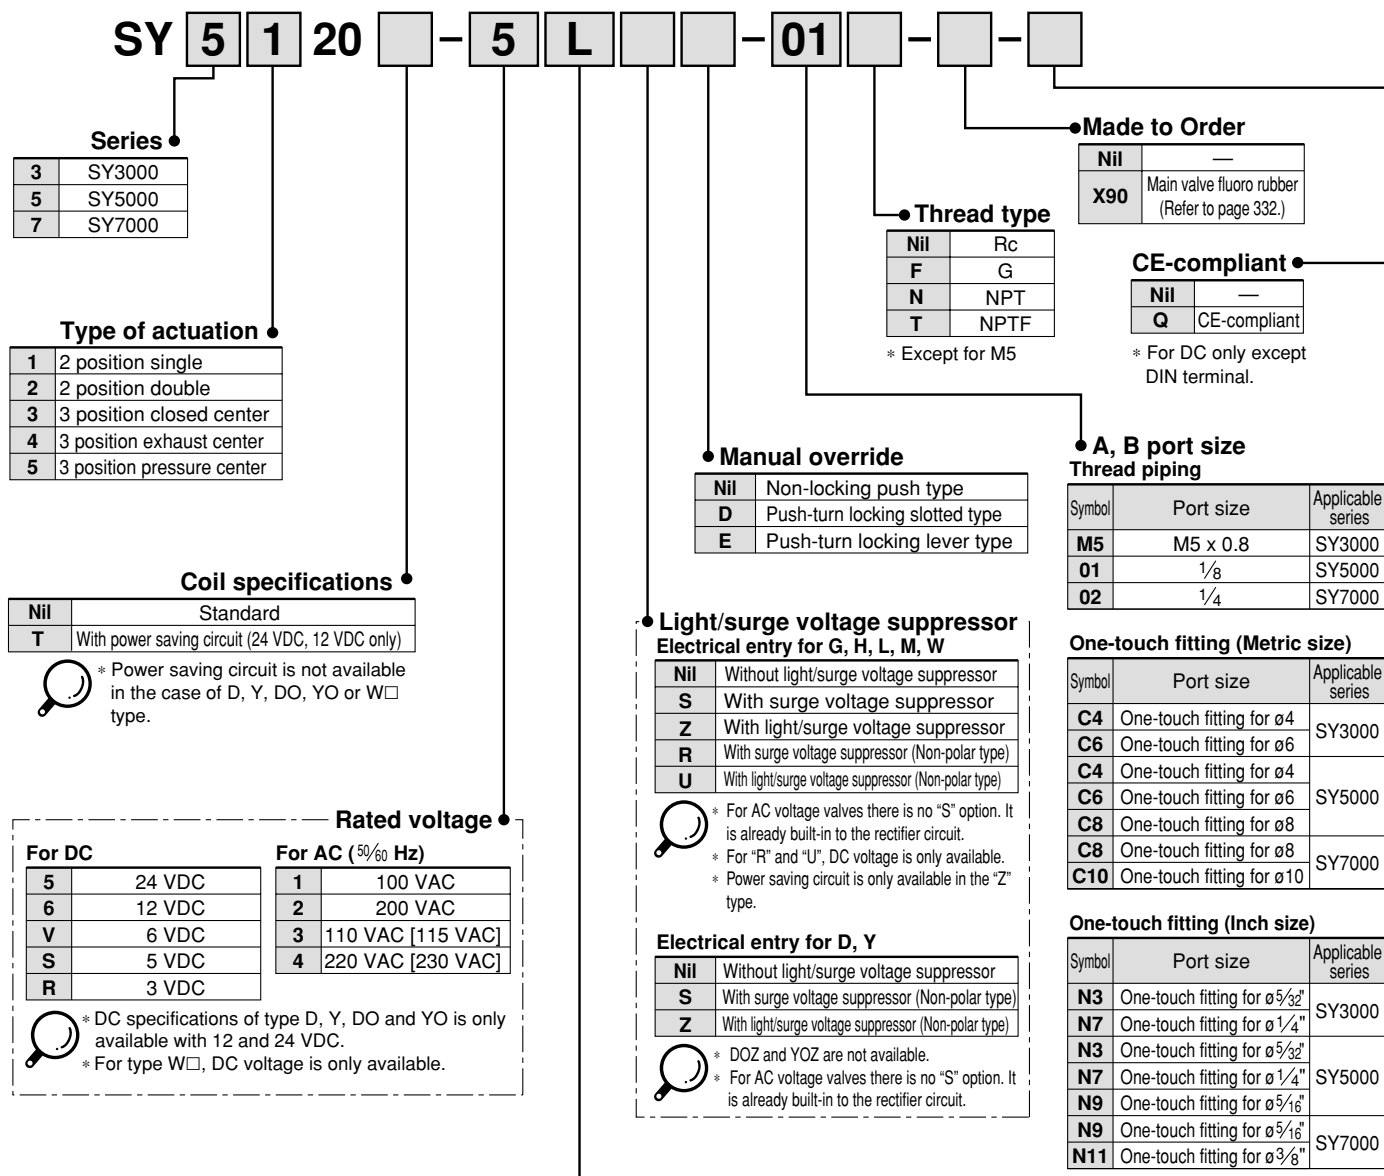 SY 5 1 20 □ – 5 L □ □ – 01 □ – □ – □
Series
3 SY3000
5 SY5000
7 SY7000
Type of actuation
1 2 position single
2 2 position double
3 3 position closed center
4 3 position exhaust center
5 3 position pressure center
Coil specifications
Nil Standard
T With power saving circuit (24 VDC, 12 VDC only)
* Power saving circuit is not available
in the case of D, Y, DO, YO or W□
type.
Rated voltage
For DC
5 24 VDC
6 12 VDC
V 6 VDC
S 5 VDC
R 3 VDC
For AC (50/60 Hz)
1 100 VAC
2 200 VAC
3 110 VAC [115 VAC]
4 220 VAC [230 VAC]
* DC specifications of type D, Y, DO and YO is only
available with 12 and 24 VDC.
* For type W□, DC voltage is only available.
Light/surge voltage suppressor
Electrical entry for G, H, L, M, W
Nil Without light/surge voltage suppressor
S With surge voltage suppressor
Z With light/surge voltage suppressor
R With surge voltage suppressor (Non-polar type)
U With light/surge voltage suppressor (Non-polar type)
* For AC voltage valves there is no “S” option. It
is already built-in to the rectifier circuit.
* For “R” and “U”, DC voltage is only available.
* Power saving circuit is only available in the “Z”
type.
Electrical entry for D, Y
Nil Without light/surge voltage suppressor
S With surge voltage suppressor (Non-polar type)
Z With light/surge voltage suppressor (Non-polar type)
* DOZ and YOZ are not available.
* For AC voltage valves there is no “S” option. It
is already built-in to the rectifier circuit.
Manual override
Nil Non-locking push type
D Push-turn locking slotted type
E Push-turn locking lever type
Thread type
Nil Rc
F G
N NPT
T NPTF
* Except for M5
Made to Order
Nil —
X90 Main valve fluoro rubber
(Refer to page 332.)
CE-compliant
Nil —
Q CE-compliant
* For DC only except
DIN terminal.
A, B port size
Thread piping
Symbol Port size Applicable
series
M5 M5 x 0.8 SY3000
01 1/8 SY5000
02 1/4 SY7000
One-touch fitting (Metric size)
Symbol Port size Applicable
series
C4 One-touch fitting for ø4
SY3000
C6 One-touch fitting for ø6
C4 One-touch fitting for ø4
C6 One-touch fitting for ø6 SY5000
C8 One-touch fitting for ø8
C8 One-touch fitting for ø8
SY7000
C10 One-touch fitting for ø10
One-touch fitting (Inch size)
Symbol Port size Applicable
series
N3 One-touch fitting for ø5/32"
SY3000
N7 One-touch fitting for ø1/4"
N3 One-touch fitting for ø5/32"
N7 One-touch fitting for ø1/4" SY5000
N9 One-touch fitting for ø5/16"
N9 One-touch fitting for ø5/16"
SY7000
N11 One-touch fitting for ø3/8"